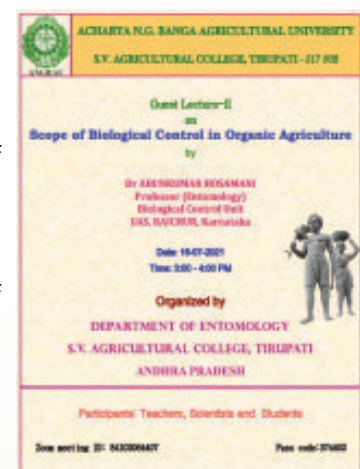 ACHARYA N.G. RANGA AGRICULTURAL UNIVERSITY
S.V. AGRICULTURAL COLLEGE, TIRUPATI - 517 502
ANGRAU
Guest Lecture-II
on
Scope of Biological Control in Organic Agriculture
by
Dr ARUNKUMAR HOSAMANI
Professor (Entomology)
Biological Control Unit
UAS, RAICHUR, Karnataka
Date: 16-07-2021
Time: 3:00 - 4:00 PM
Organized by
DEPARTMENT OF ENTOMOLOGY
S.V. AGRICULTURAL COLLEGE, TIRUPATI
ANDHRA PRADESH
Participants: Teachers, Scientists and Students
Zoom meeting ID:
Pass code: